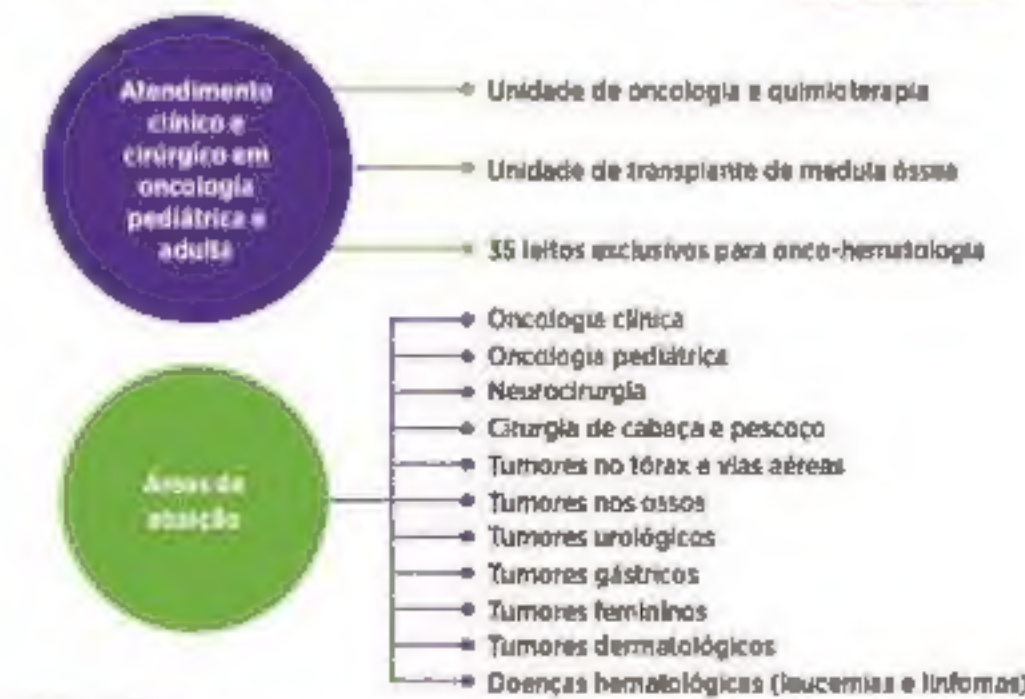 Atendimento
clínico e
cirúrgico em
oncologia
pediátrica e
adulta
Unidade de oncologia e quimioterapia
Unidade de transplante de medula óssea
35 leitos exclusivos para onco-hematologia
Áreas de
atuação
Oncologia clínica
Oncologia pediátrica
Neurocirurgia
Cirurgia de cabeça e pescoço
Tumores no tórax e vias aéreas
Tumores nos ossos
Tumores urológicos
Tumores gástricos
Tumores femininos
Tumores dermatológicos
Doenças hematológicas (leucemias e linfomas)